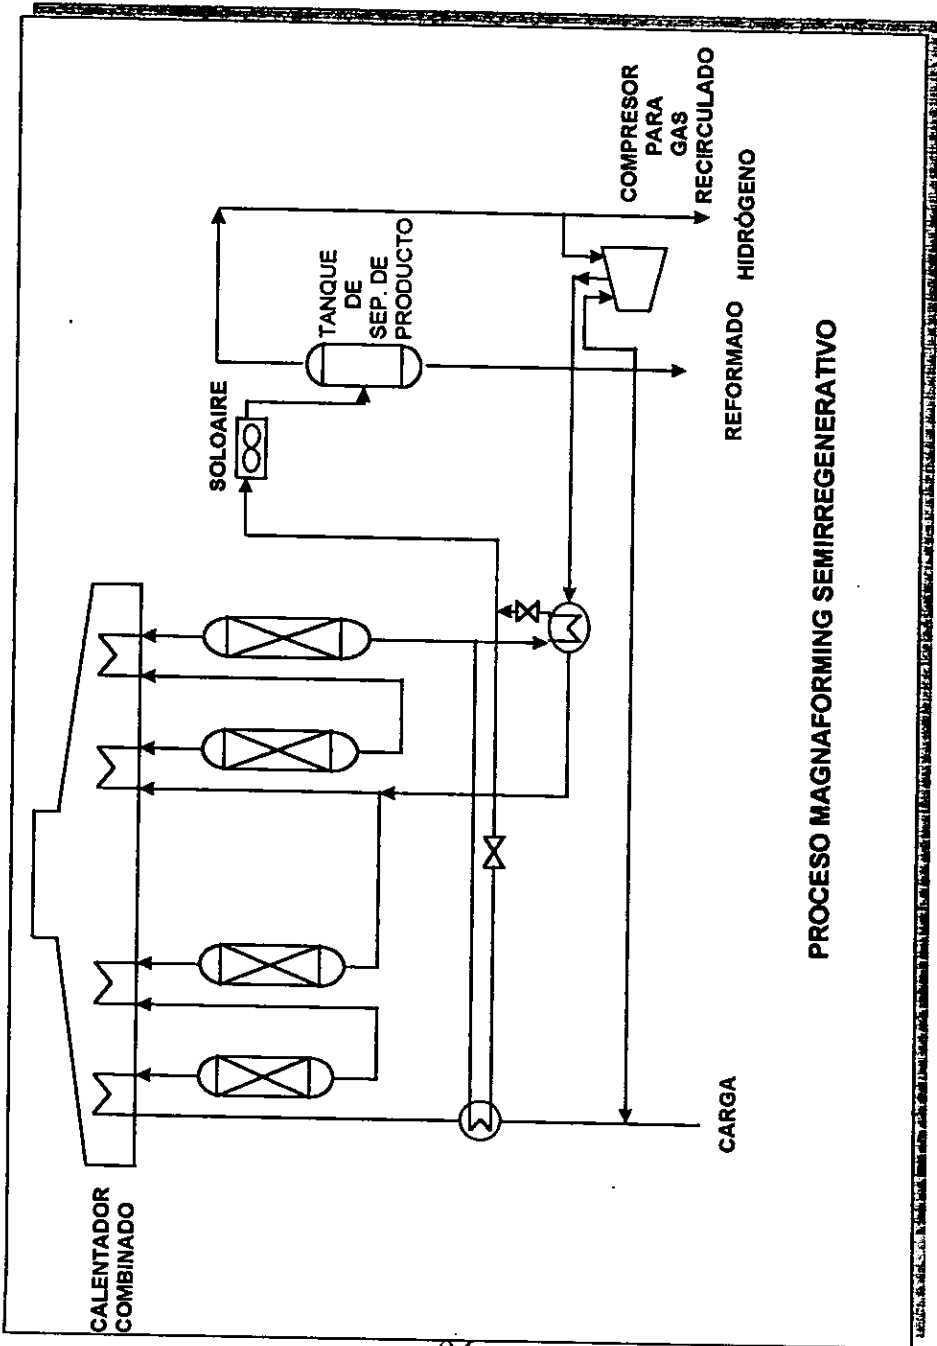 CALENTADOR
COMBINADO
SOLOAIRE
TANQUE
DE
SEP. DE
PRODUCTO
COMPRESOR
PARA
GAS
RECIRCULADO
CARGA
REFORMADO
HIDRÓGENO
PROCESO MAGNAFORMING SEMIRREGENERATIVO